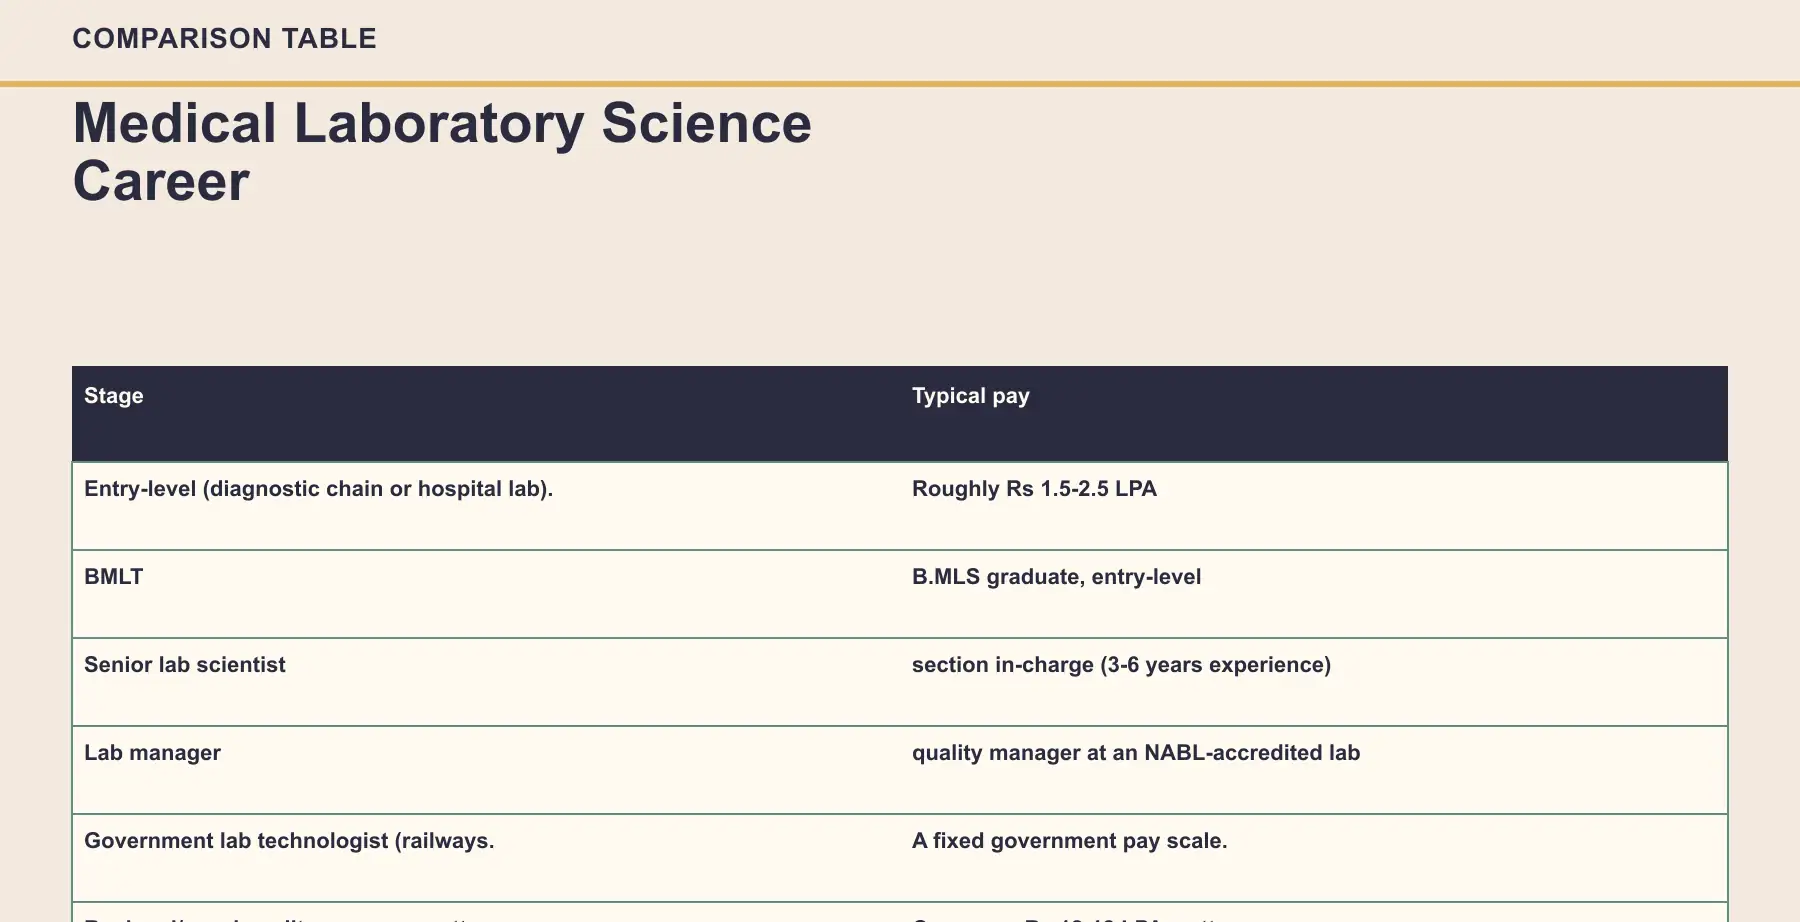 COMPARISON TABLE
Medical Laboratory Science
Career
Stage Typical pay
Entry-level (diagnostic chain or hospital lab). Roughly Rs 1.5-2.5 LPA
BMLT B.MLS graduate, entry-level
Senior lab scientist section in-charge (3-6 years experience)
Lab manager quality manager at an NABL-accredited lab
Government lab technologist (railways. A fixed government pay scale.